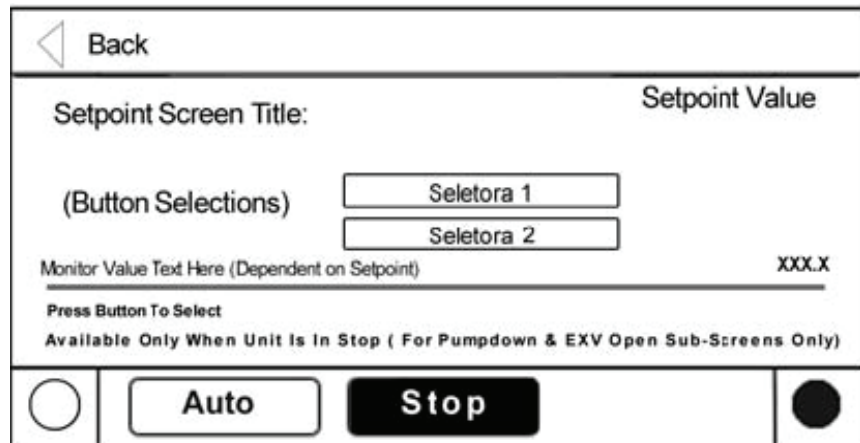 Back
Setpoint Screen Title:
Setpoint Value
(Button Selections)
Seletora 1
Seletora 2
Monitor Value Text Here (Dependent on Setpoint)
XXX.X
Press Button To Select
Available Only When Unit Is In Stop ( For Pumpdown & EXV Open Sub-Screens Only)
Auto
Stop